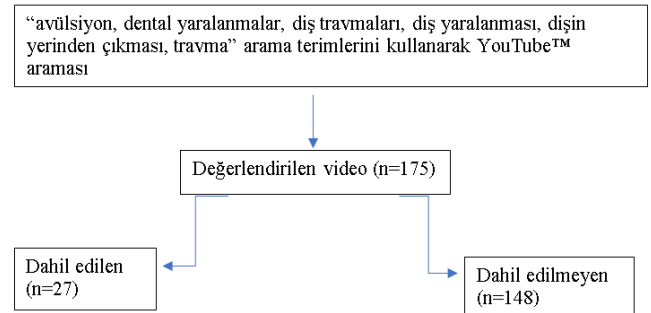 “avülsiyon, dental yaralanmalar, diş travmaları, diş yaralanması, dişin
yerinden çıkması, travma” arama terimlerini kullanarak YouTube™
araması
Değerlendirilen video (n=175)
Dahil edilen
(n=27)
Dahil edilmeyen
(n=148)